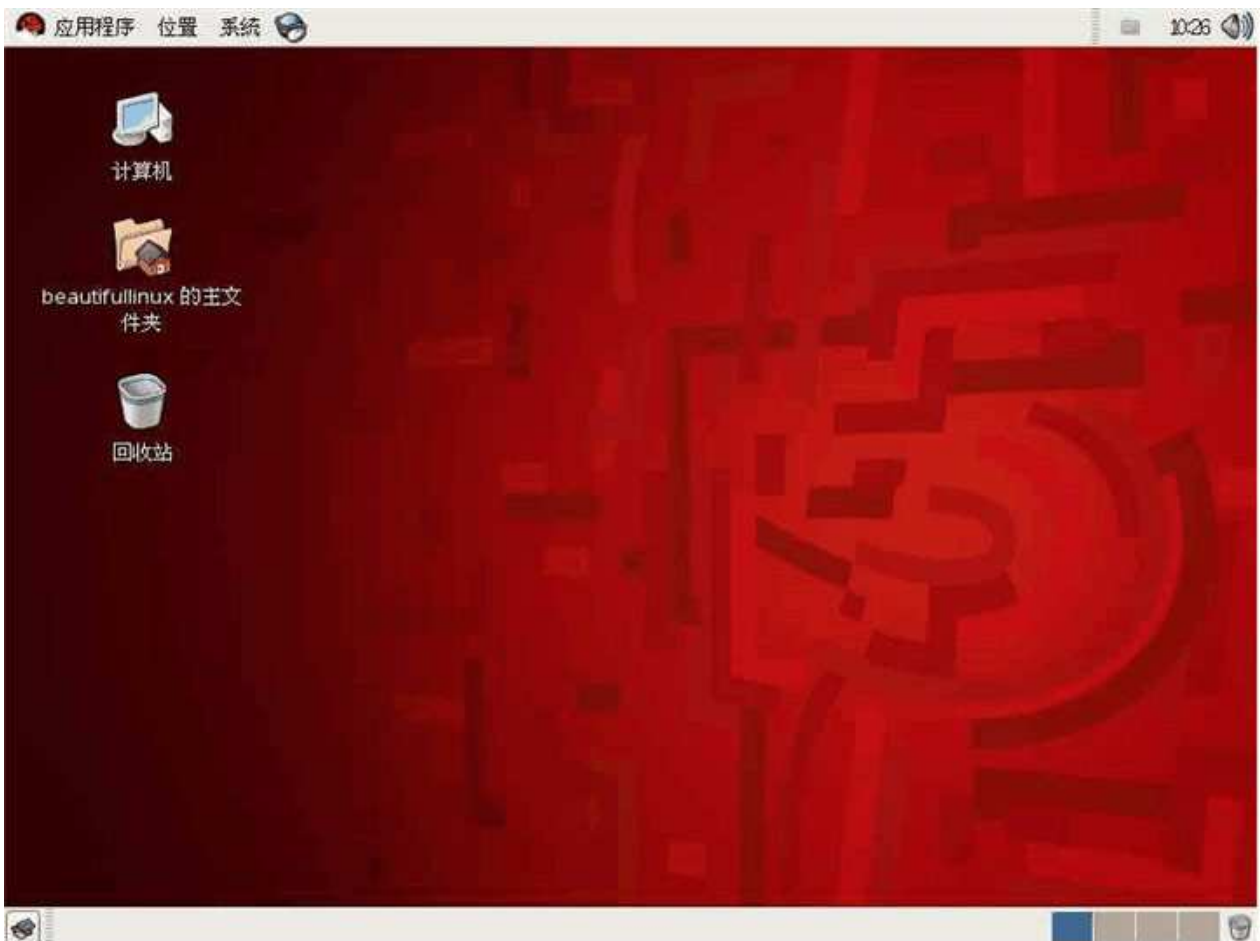 应用程序 位置 系统 10:26
计算机
beautifullinux 的主文
件夹
回收站